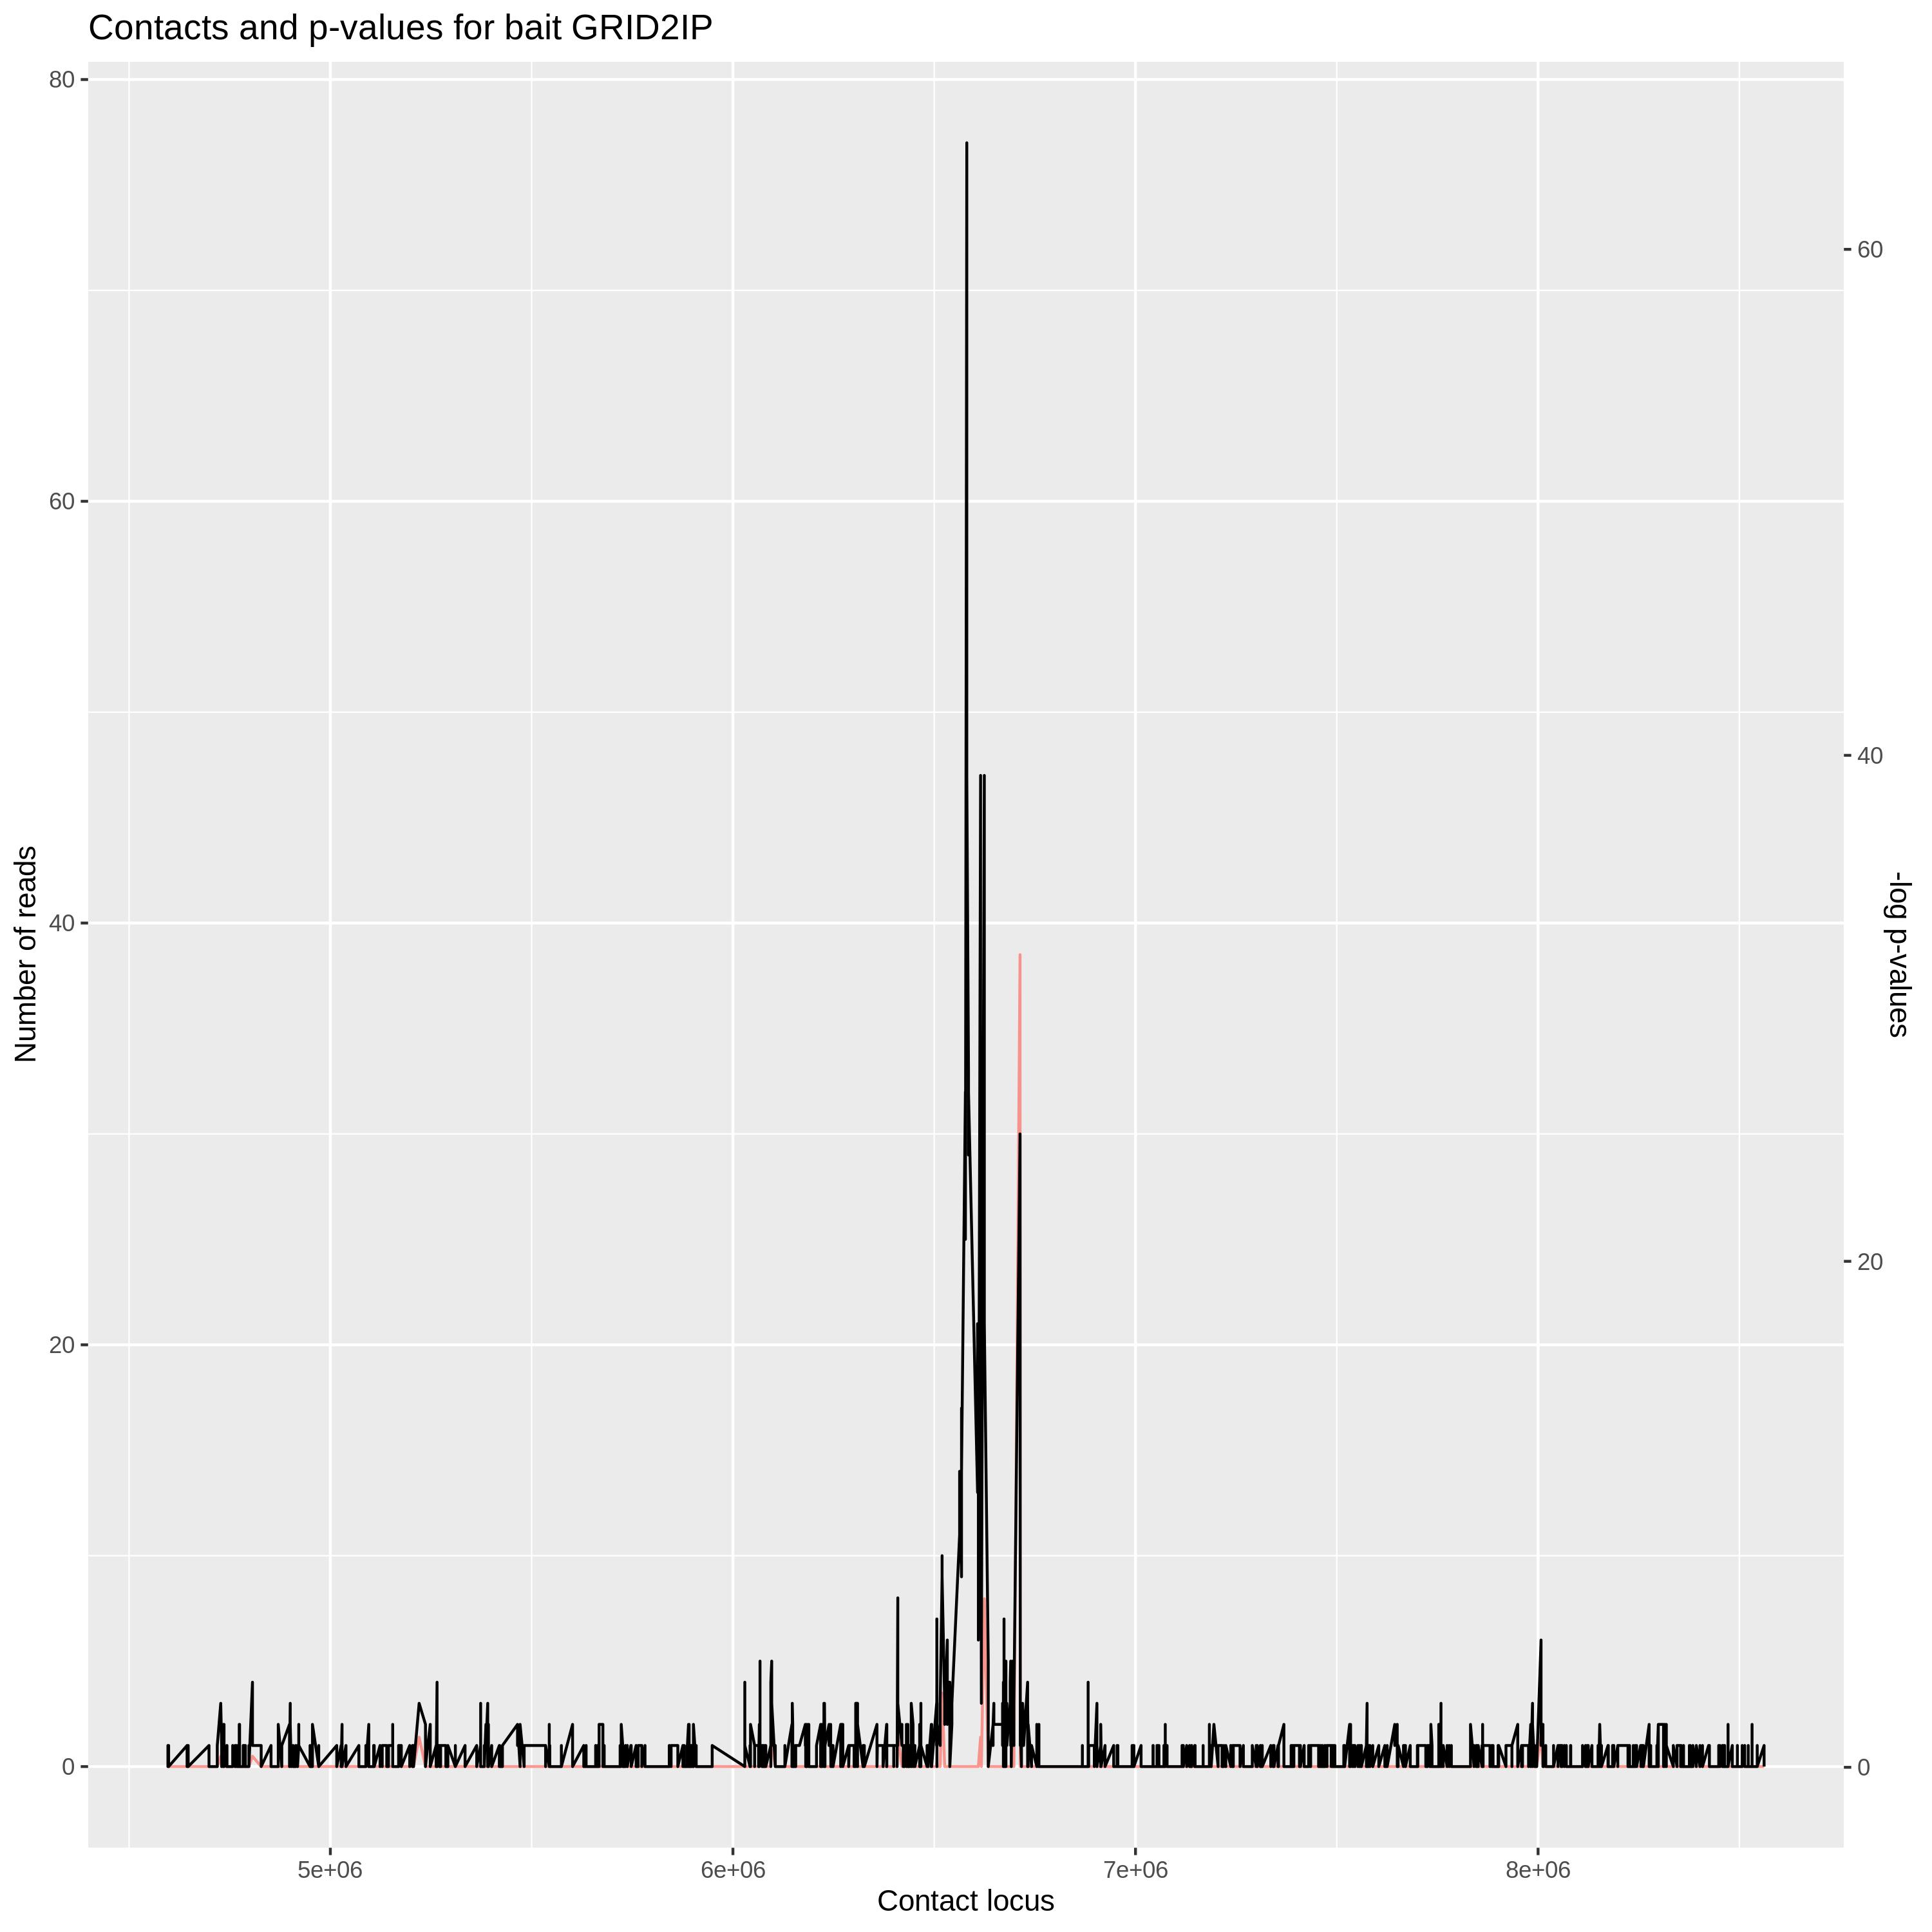 Contacts and p-values for bait GRID2IP
80
60
40
20
0
Number of reads
60
40
20
0
-log p-values
5e+06
6e+06
7e+06
8e+06
Contact locus